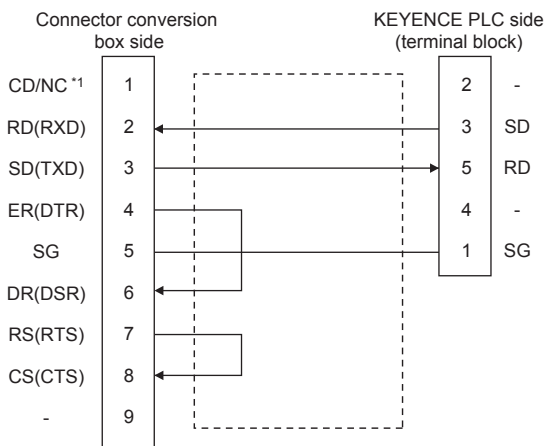 Connector conversion
box side
KEYENCE PLC side
(terminal block)
CD/NC *1 1 2 -
RD(RXD) 2 3 SD
SD(TXD) 3 5 RD
ER(DTR) 4 4 -
SG 5 1 SG
DR(DSR) 6
RS(RTS) 7
CS(CTS) 8
- 9